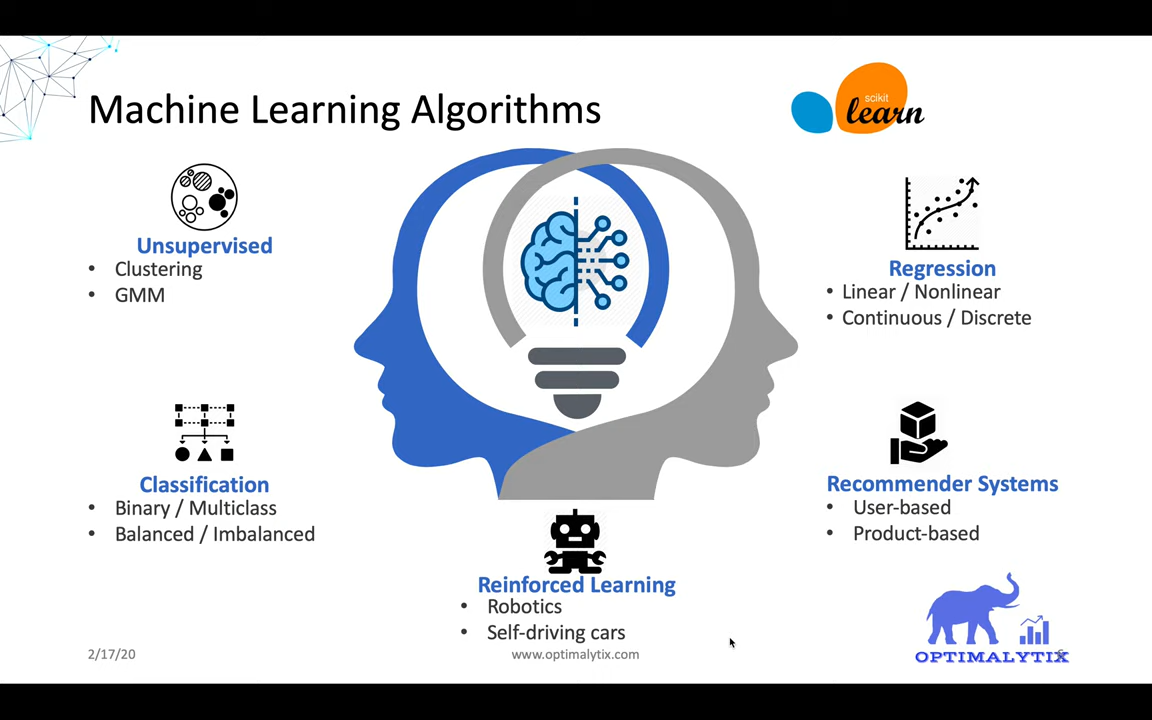 Machine Learning Algorithms
scikit
learn
Unsupervised
• Clustering
• GMM
Regression
• Linear / Nonlinear
• Continuous / Discrete
Classification
• Binary / Multiclass
• Balanced / Imbalanced
Recommender Systems
• User-based
• Product-based
Reinforced Learning
• Robotics
• Self-driving cars
2/17/20
www.optimalytix.com
OPTIMALYTIX